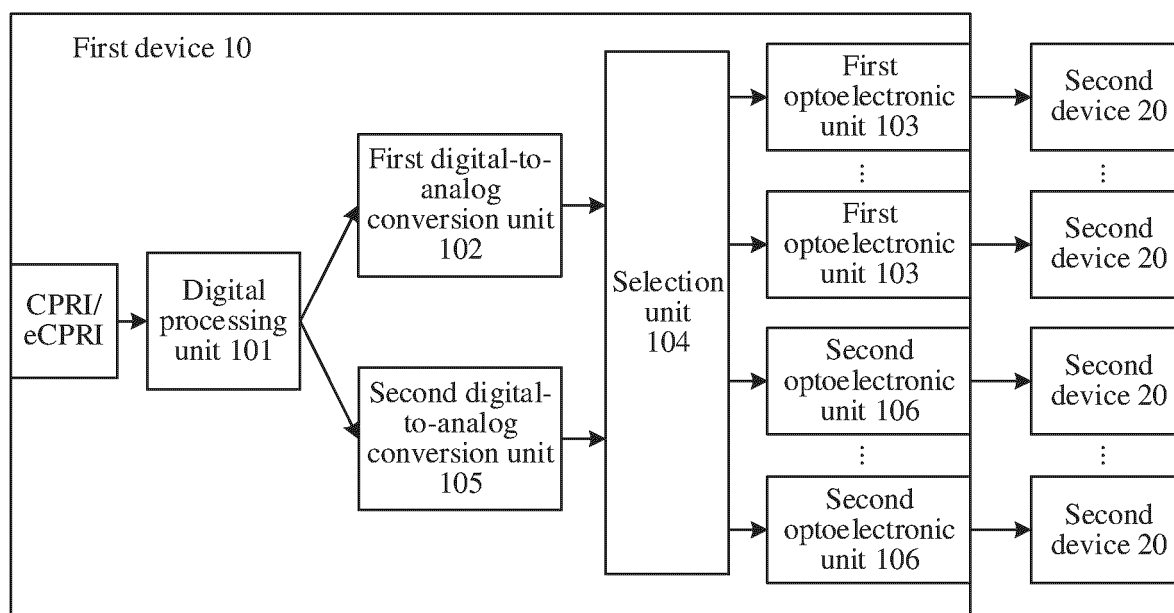 First device 10
CPRI/
eCPRI
Digital
processing
unit 101
First digital-to-
analog
conversion unit
102
Second digital-
to-analog
conversion unit
105
Selection
unit
104
First
optoelectronic
unit 103
First
optoelectronic
unit 103
Second
optoelectronic
unit 106
Second
optoelectronic
unit 106
Second
device 20
Second
device 20
Second
device 20
Second
device 20